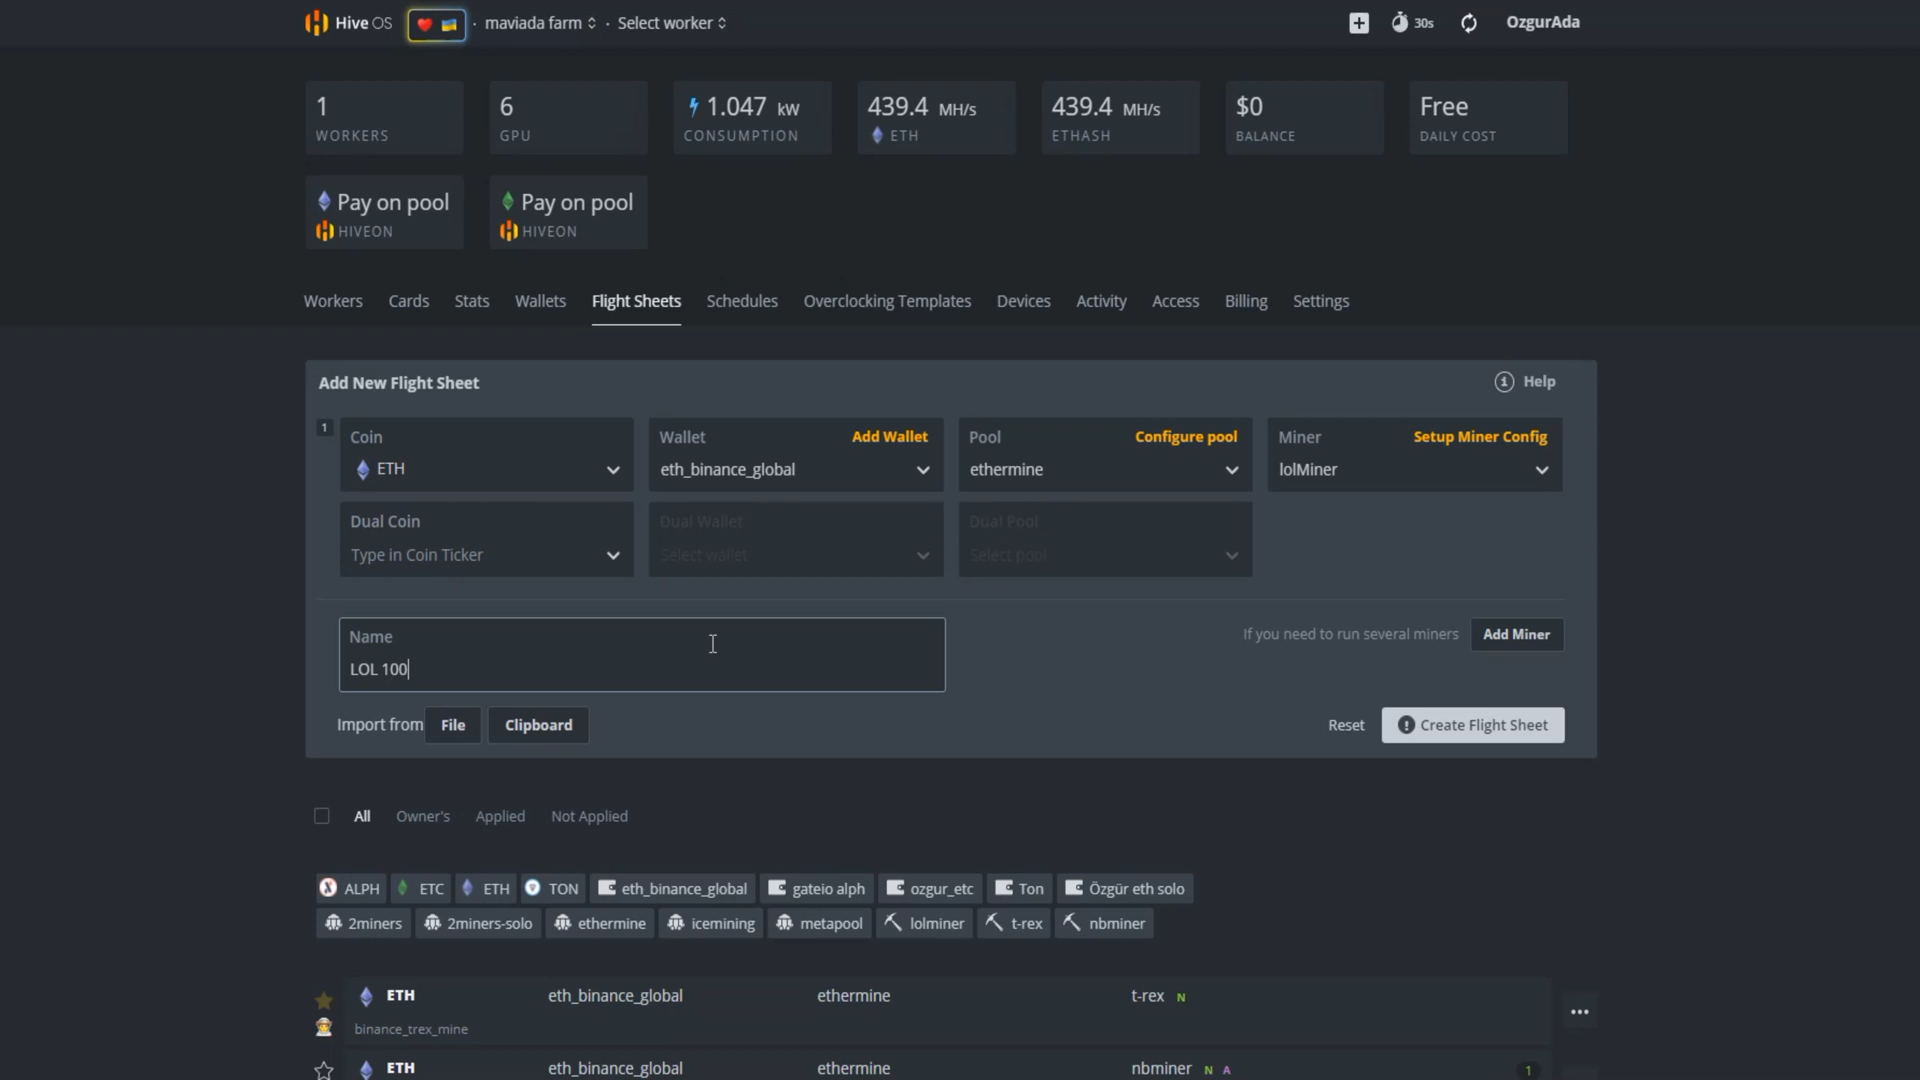 Hive OS · maviada farm · Select worker 30s OzgurAda
1 6 1.047 kW 439.4 MH/s 439.4 MH/s $0 Free
WORKERS GPU CONSUMPTION ETH ETHASH BALANCE DAILY COST
Pay on pool Pay on pool
HIVEON HIVEON
Workers Cards Stats Wallets Flight Sheets Schedules Overclocking Templates Devices Activity Access Billing Settings
Add New Flight Sheet Help
1 Coin Wallet Add Wallet Pool Configure pool Miner Setup Miner Config
ETH eth_binance_global ethermine lolMiner
Dual Coin Dual Wallet Dual Pool
Type in Coin Ticker Select wallet Select pool
Name If you need to run several miners Add Miner
LOL 100
Import from File Clipboard Reset Create Flight Sheet
All Owner's Applied Not Applied
ALPH ETC ETH TON eth_binance_global gateio alph ozgur_etc Ton Özgür eth solo
2miners 2miners-solo ethermine icemining metapool lolminer t-rex nbminer
ETH eth_binance_global ethermine t-rex N
binance_trex_mine
ETH eth_binance_global ethermine nbminer N A 1